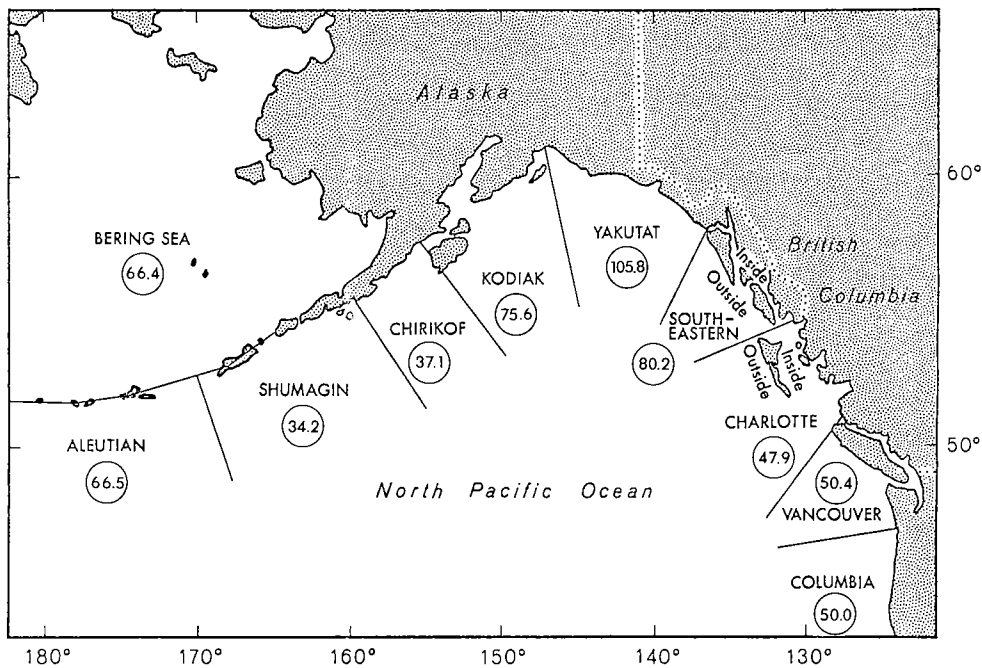 Alaska
60°
BERING SEA
66.4
YAKUTAT
105.8
British
Columbia
Inside
Outside
KODIAK
75.6
SOUTH-
EASTERN
80.2
CHIRIKOF
37.1
Outside
Inside
SHUMAGIN
34.2
CHARLOTTE
47.9
ALEUTIAN
66.5
50°
50.4
VANCOUVER
North Pacific Ocean
COLUMBIA
50.0
180° 170° 160° 150° 140° 130°